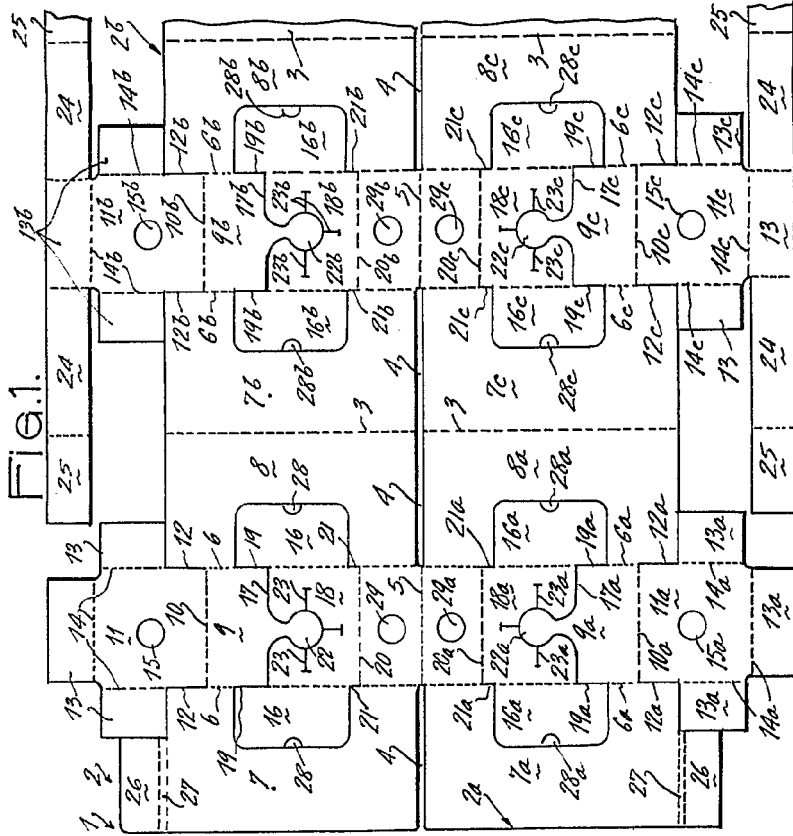 Fig.1.
25
24
13b
14b
2b
12b
6b
19b
28b
8b
3
16b
21b
4
8c
3
28c
21c
16c
19c
6c
12c
14c
13c
25
24
11b
15b
10b
9b
17b
23b
18b
22b
29b
5
20b
29c
20c
18c
22c
23c
17c
9c
10c
15c
11c
14c
13
24
14b
12b
6b
19b
16b
28b
21b
7b
3
4
21c
16c
28c
19c
6c
12c
14c
13
7c
3
24
25
8
28
4
8a
28a
25
13
12
6
19
16
21
21a
16a
19a
6a
12a
13a
14
11
15
10
9
17
23
18
22
29
5
20
29a
20a
18a
22a
23a
17a
9a
10a
11a
15a
14a
13a
13
12
6
19
16
28
21
4
21a
16a
28a
19a
6a
12a
13a
14a
1
2
26
27
7
2a
7a
27
26